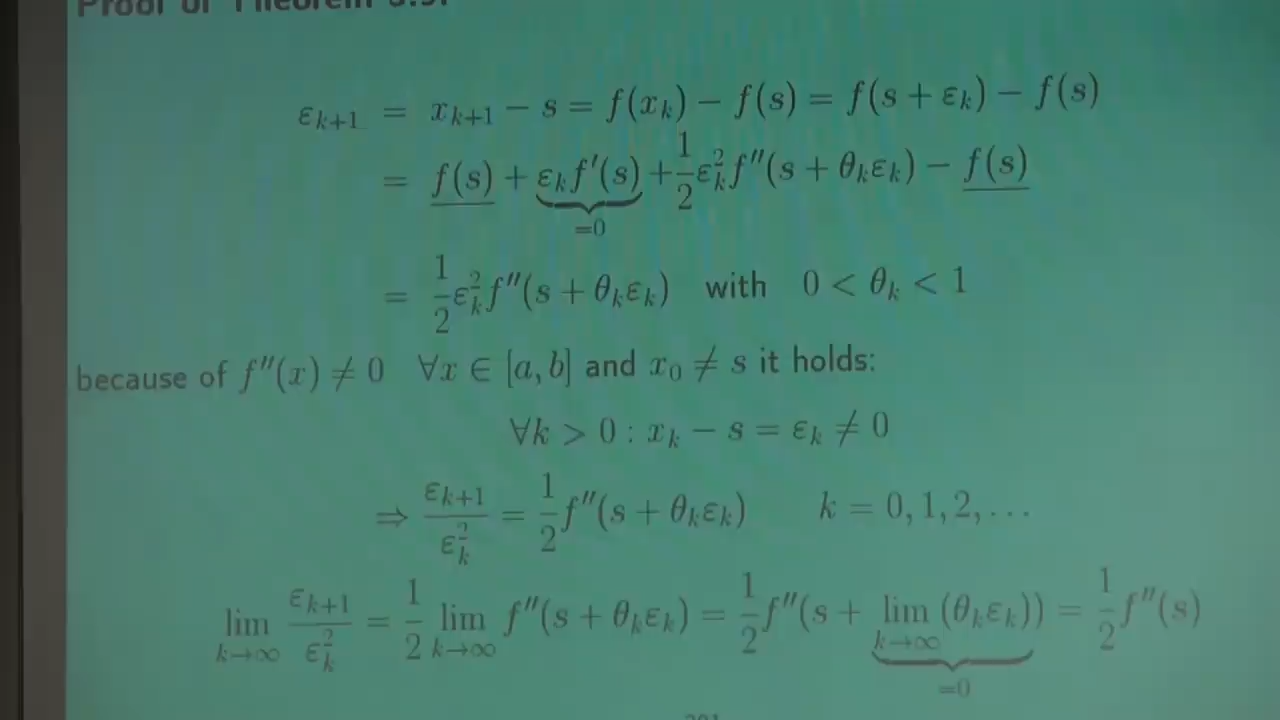 Proof of Theorem
ε_{k+1} = x_{k+1} − s = f(x_k) − f(s) = f(s + ε_k) − f(s)
= f(s) + ε_k f′(s) + 1/2 ε_k^2 f″(s + θ_k ε_k) − f(s)
=0
= 1/2 ε_k^2 f″(s + θ_k ε_k) with 0 < θ_k < 1
because of f″(x) ≠ 0 ∀x ∈ [a, b] and x_0 ≠ s it holds:
∀k > 0 : x_k − s = ε_k ≠ 0
⇒ ε_{k+1}/ε_k^2 = 1/2 f″(s + θ_k ε_k) k = 0, 1, 2, . . .
lim_{k→∞} ε_{k+1}/ε_k^2 = 1/2 lim_{k→∞} f″(s + θ_k ε_k) = 1/2 f″(s + lim_{k→∞} (θ_k ε_k)) = 1/2 f″(s)
=0